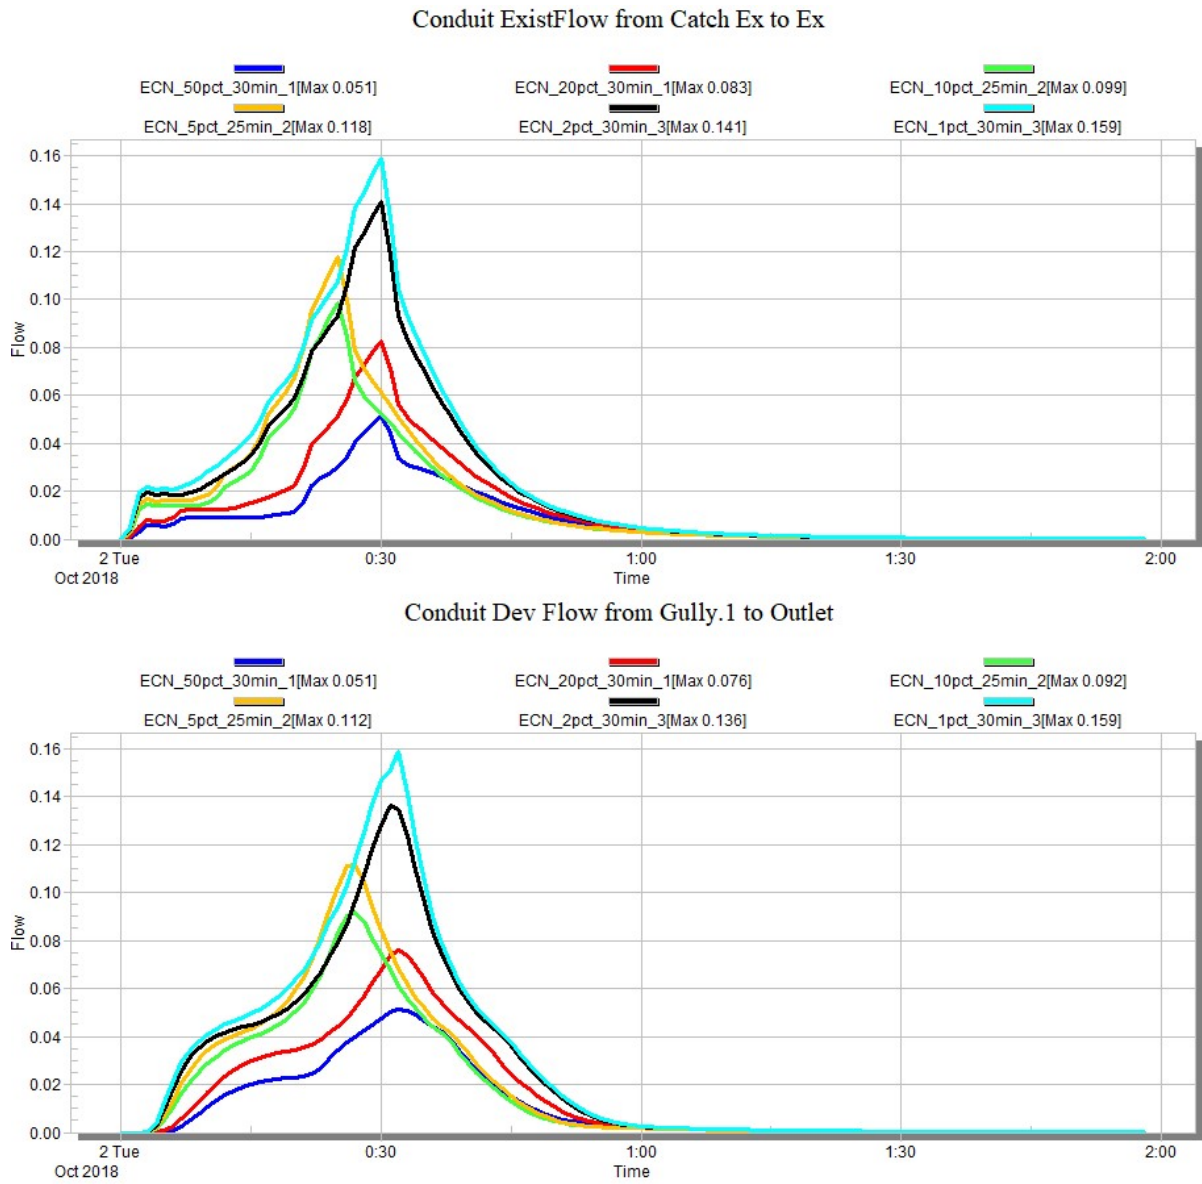 Conduit ExistFlow from Catch Ex to Ex
ECN_50pct_30min_1[Max 0.051] ECN_20pct_30min_1[Max 0.083] ECN_10pct_25min_2[Max 0.099]
ECN_5pct_25min_2[Max 0.118] ECN_2pct_30min_3[Max 0.141] ECN_1pct_30min_3[Max 0.159]
0.16
0.14
0.12
0.10
0.08
Flow
0.06
0.04
0.02
0.00
2 Tue 0:30 1:00 1:30 2:00
Oct 2018 Time
Conduit Dev Flow from Gully.1 to Outlet
ECN_50pct_30min_1[Max 0.051] ECN_20pct_30min_1[Max 0.076] ECN_10pct_25min_2[Max 0.092]
ECN_5pct_25min_2[Max 0.112] ECN_2pct_30min_3[Max 0.136] ECN_1pct_30min_3[Max 0.159]
0.16
0.14
0.12
0.10
0.08
Flow
0.06
0.04
0.02
0.00
2 Tue 0:30 1:00 1:30 2:00
Oct 2018 Time